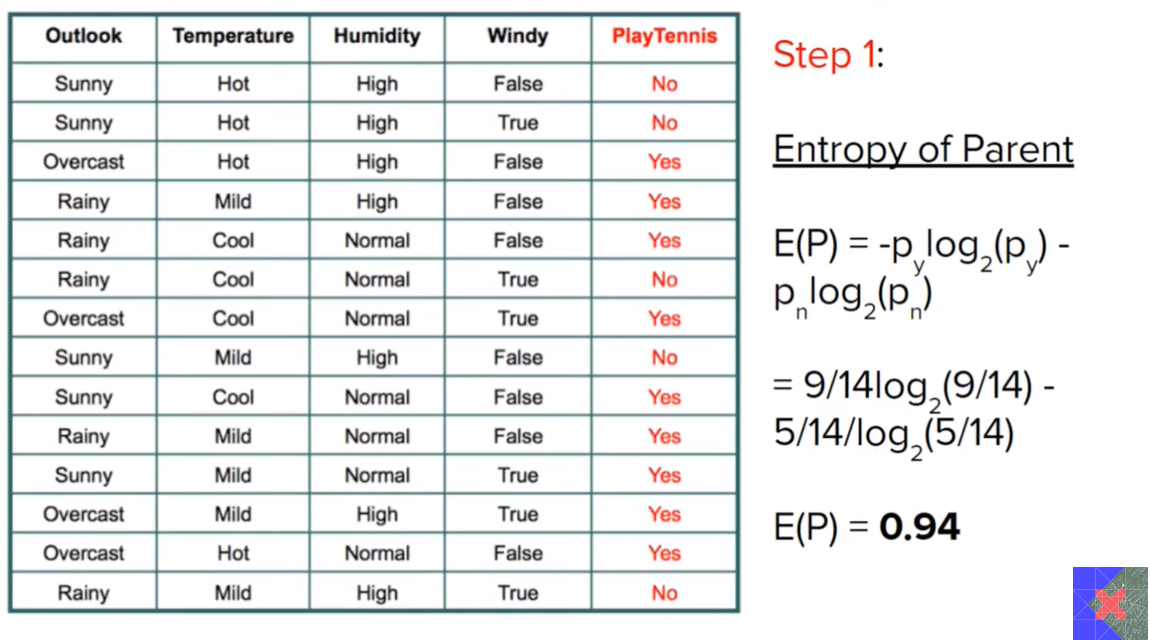 Outlook Temperature Humidity Windy PlayTennis
Sunny Hot High False No
Sunny Hot High True No
Overcast Hot High False Yes
Rainy Mild High False Yes
Rainy Cool Normal False Yes
Rainy Cool Normal True No
Overcast Cool Normal True Yes
Sunny Mild High False No
Sunny Cool Normal False Yes
Rainy Mild Normal False Yes
Sunny Mild Normal True Yes
Overcast Mild High True Yes
Overcast Hot Normal False Yes
Rainy Mild High True No
Step 1:
Entropy of Parent
E(P) = -p_y log_2(p_y) -
p_n log_2(p_n)
= 9/14log_2(9/14) -
5/14/log_2(5/14)
E(P) = 0.94